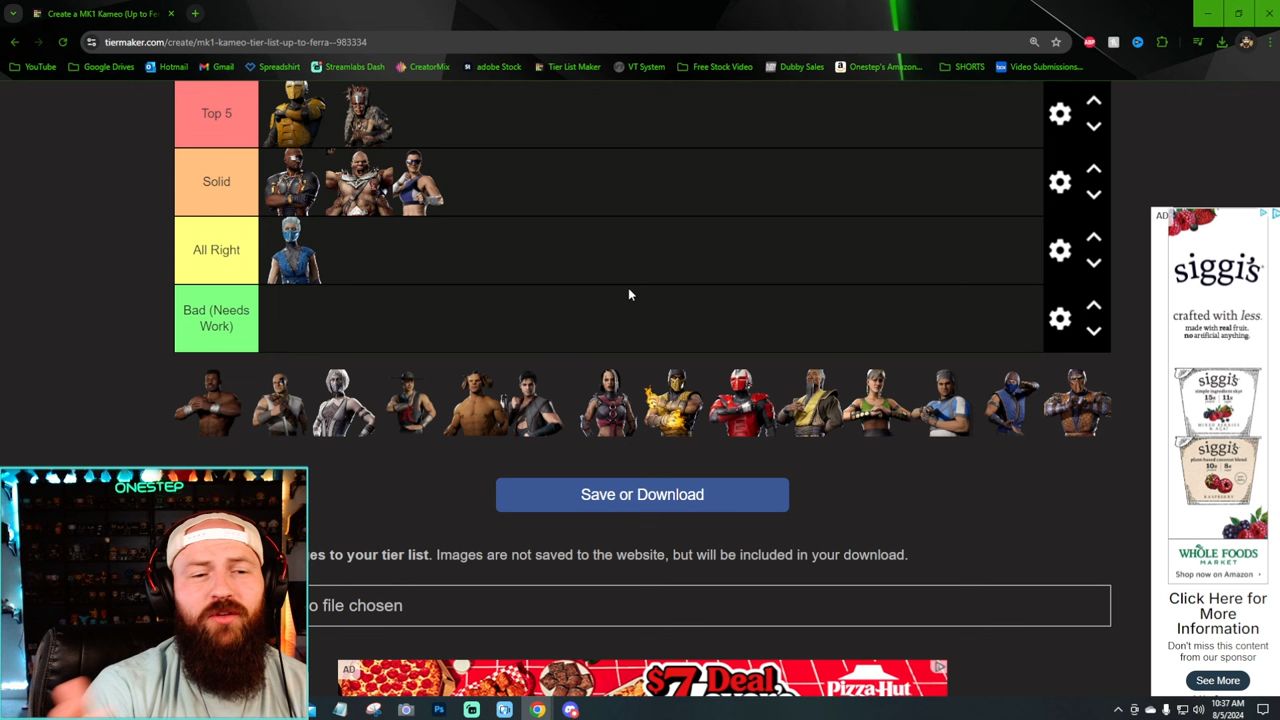 Create a MK1 Kameo (Up to Fe
tiermaker.com/create/mk1-kameo-tier-list-up-to-ferra--983334
YouTube
Google Drives
Hotmail
Gmail
Spreadshirt
Streamlabs Dash
CreatorMix
St adobe Stock
Tier List Maker
VT System
Free Stock Video
Dubby Sales
Onestep's Amazon...
SHORTS
Video Submissions...
Top 5
Solid
All Right
Bad (Needs
Work)
Save or Download
es to your tier list. Images are not saved to the website, but will be included in your download.
o file chosen
ONESTEP
AD
siggi's
crafted with less.
made with real fruit,
no artificial anything.
siggi's
siggi's
WHOLE FOODS
MARKET
Shop now on Amazon
Click Here for
More
Information
Don't miss this content
from our sponsor
See More
AD
$7 Deal
Pizza Hut
Ps
10:37 AM
8/5/2024